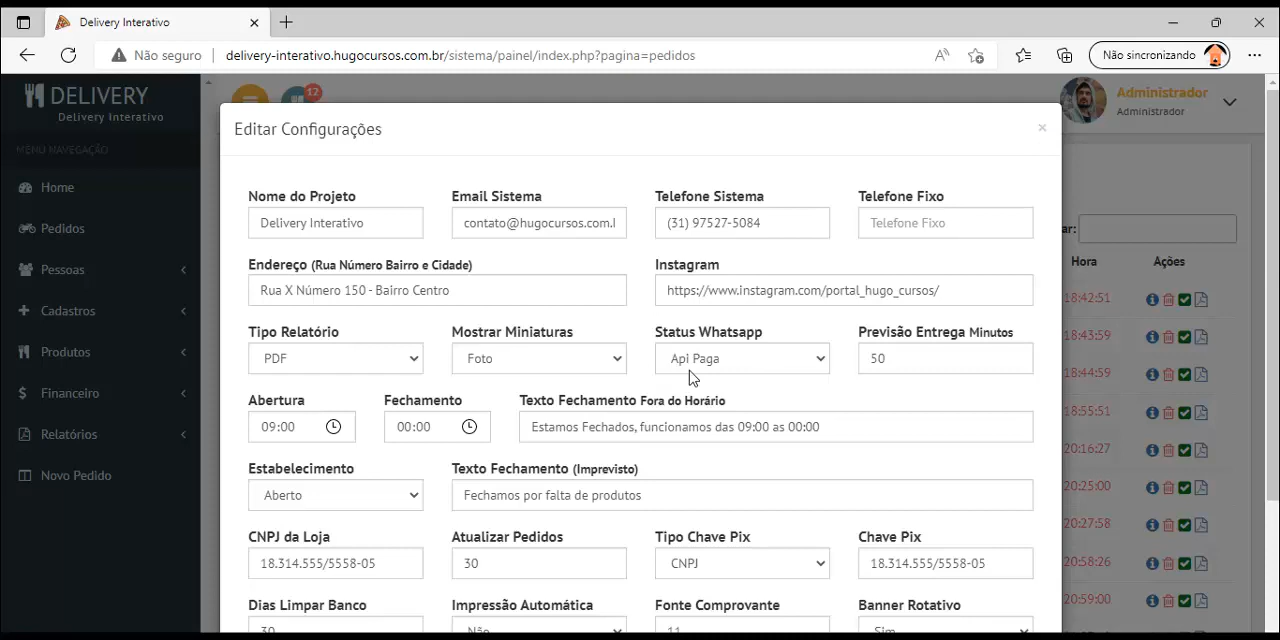 Delivery Interativo
Não seguro
delivery-interativo.hugocursos.com.br/sistema/painel/index.php?pagina=pedidos
Não sincronizando
DELIVERY
Delivery Interativo
MENU NAVEGAÇÃO
Home
Pedidos
Pessoas
Cadastros
Produtos
Financeiro
Relatórios
Novo Pedido
12
Administrador
Administrador
Editar Configurações
×
Nome do Projeto Email Sistema Telefone Sistema Telefone Fixo
Delivery Interativo contato@hugocursos.com.l (31) 97527-5084 Telefone Fixo
Endereço (Rua Número Bairro e Cidade) Instagram
Rua X Número 150 - Bairro Centro https://www.instagram.com/portal_hugo_cursos/
Tipo Relatório Mostrar Miniaturas Status Whatsapp Previsão Entrega Minutos
PDF Foto Api Paga 50
Abertura Fechamento Texto Fechamento Fora do Horário
09:00 00:00 Estamos Fechados, funcionamos das 09:00 as 00:00
Estabelecimento Texto Fechamento (Imprevisto)
Aberto Fechamos por falta de produtos
CNPJ da Loja Atualizar Pedidos Tipo Chave Pix Chave Pix
18.314.555/5558-05 30 CNPJ 18.314.555/5558-05
Dias Limpar Banco Impressão Automática Fonte Comprovante Banner Rotativo
30 Não 11 Sim
ar:
Hora Ações
18:42:51
18:43:59
18:44:59
18:55:51
20:16:27
20:25:00
20:27:58
20:58:26
20:59:00